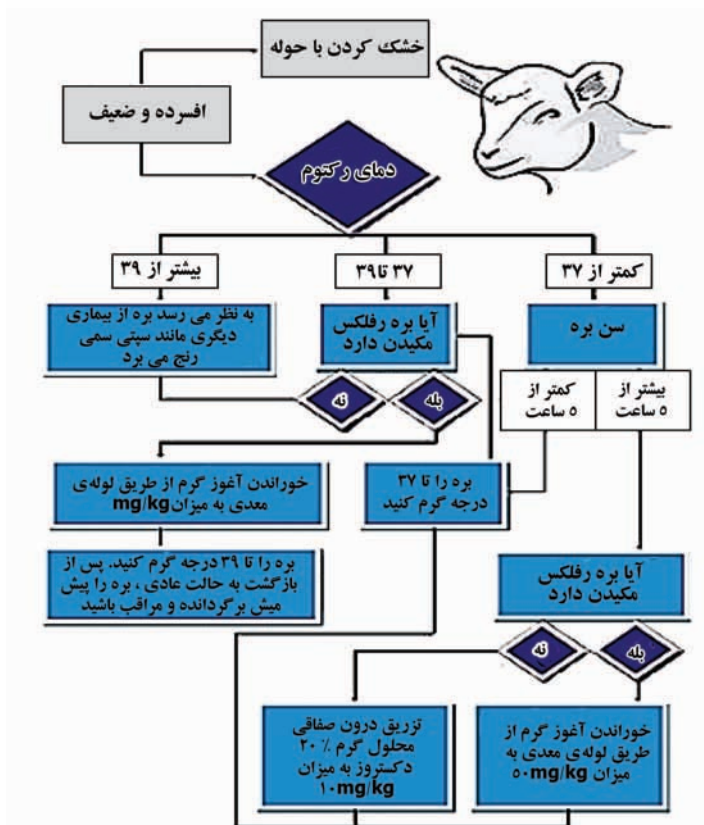 خشک کردن با حوله
افسرده و ضعیف
دمای رکتوم
کمتر از ۳۷
۳۷ تا ۳۹
بیشتر از ۳۹
سن بره
آیا بره رفلکس
مکیدن دارد
به نظر می رسد بره از بیماری
دیگری مانند سپتی سمی
رنج می برد
بیشتر از
۵ ساعت
کمتر از
۵ ساعت
بله
نه
بره را تا ۳۷
درجه گرم کنید
خوراندن آغوز گرم از طریق لوله‌ی
معدی به میزان mg/kg
بره را تا ۳۹ درجه گرم کنید. پس از
بازگشت به حالت عادی ، بره را پیش
میش برگردانده و مراقب باشید
آیا بره رفلکس
مکیدن دارد
بله
نه
خوراندن آغوز گرم از
طریق لوله‌ی معدی به
میزان ۵۰mg/kg
تزریق درون صفاقی
محلول گرم ۲۰ %
دکستروز به میزان
۱۰mg/kg